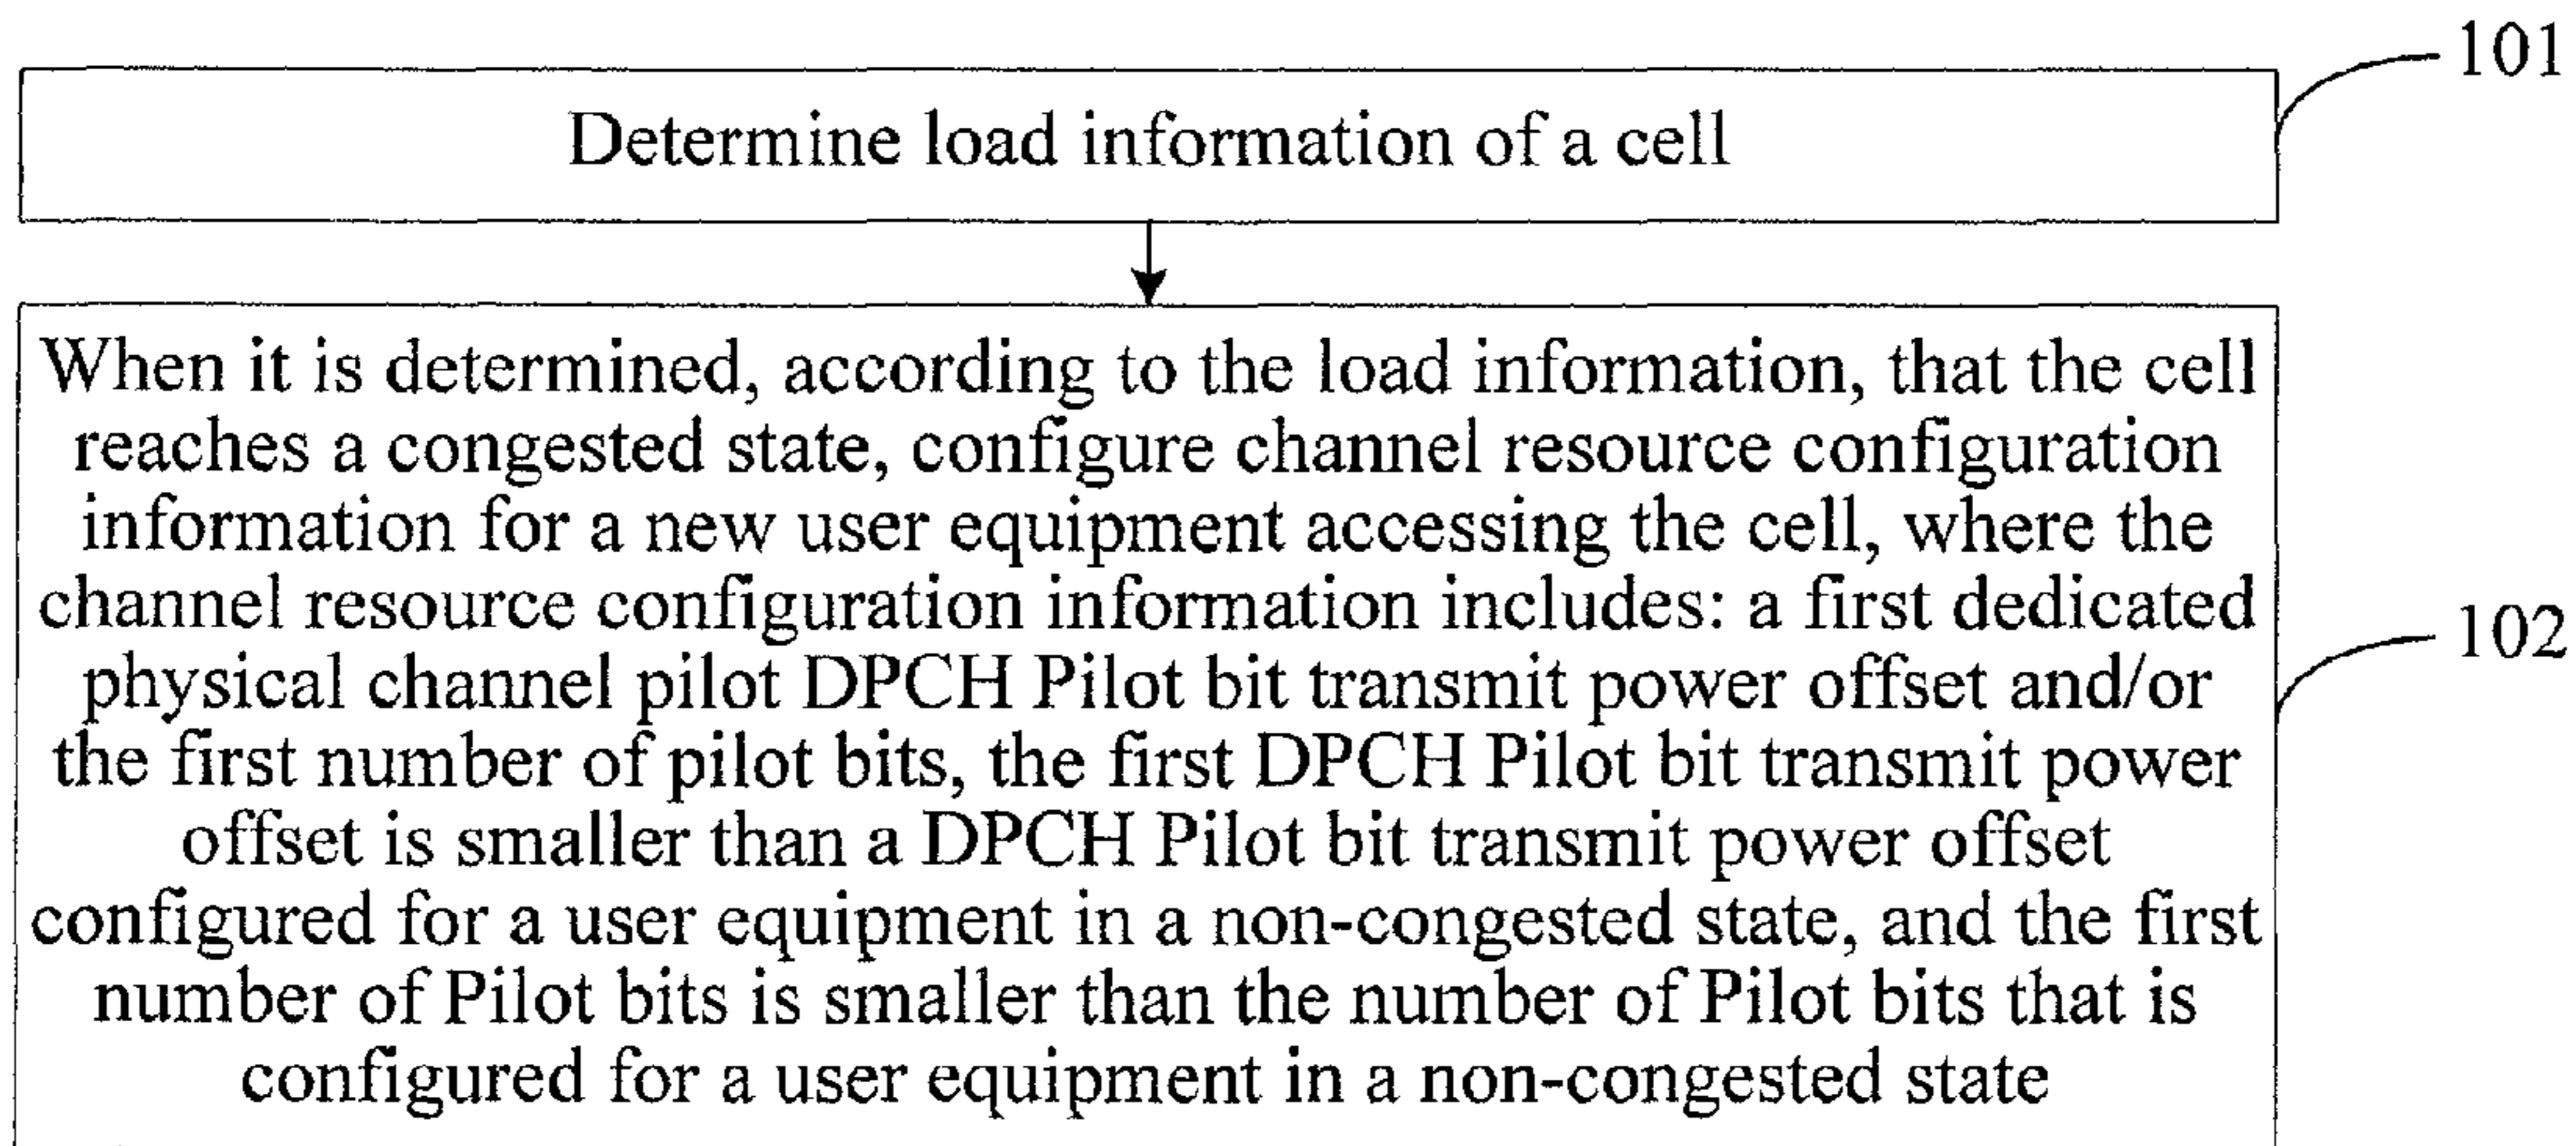 101
Determine load information of a cell
When it is determined, according to the load information, that the cell
reaches a congested state, configure channel resource configuration
information for a new user equipment accessing the cell, where the
channel resource configuration information includes: a first dedicated
physical channel pilot DPCH Pilot bit transmit power offset and/or
the first number of pilot bits, the first DPCH Pilot bit transmit power
offset is smaller than a DPCH Pilot bit transmit power offset
configured for a user equipment in a non-congested state, and the first
number of Pilot bits is smaller than the number of Pilot bits that is
configured for a user equipment in a non-congested state
102